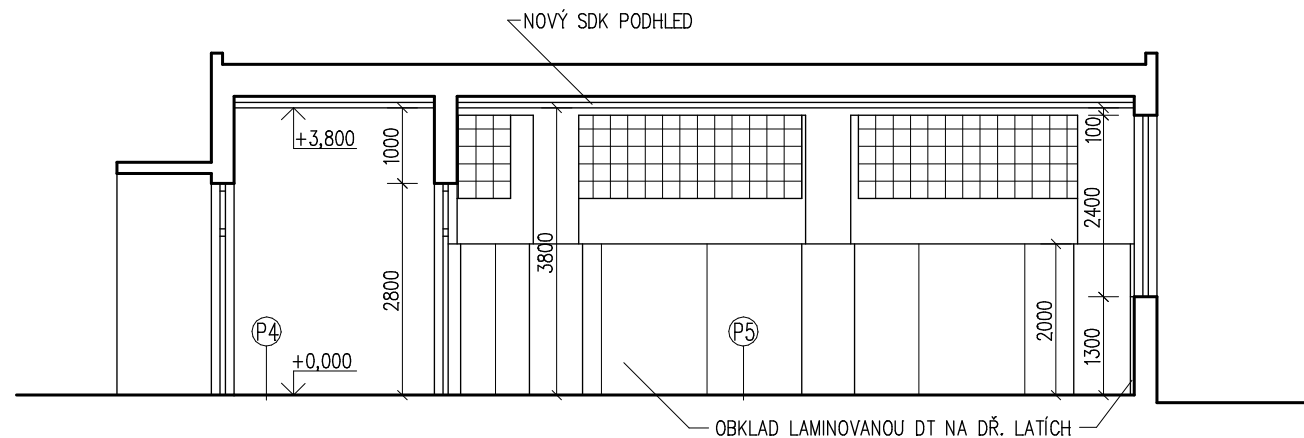 NOVÝ SDK PODHLED
+3,800
1000
100
2400
3800
2800
2000
1300
P4
P5
+0,000
OBKLAD LAMINOVANOU DT NA DŘ. LATÍCH